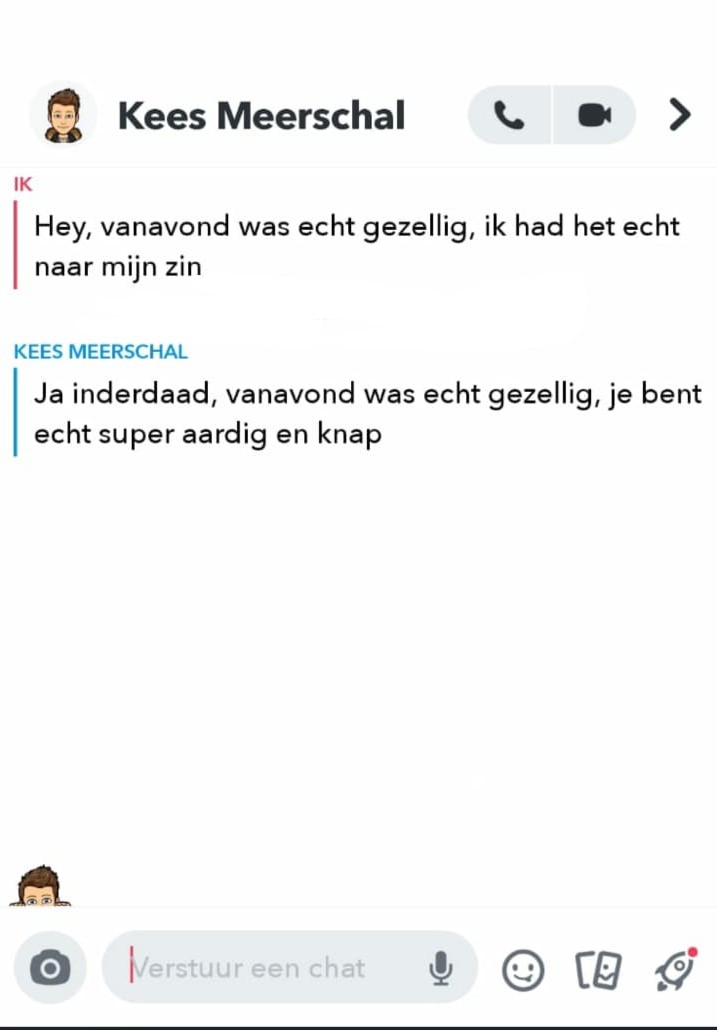 Kees Meerschal
IK
Hey, vanavond was echt gezellig, ik had het echt
naar mijn zin
KEES MEERSCHAL
Ja inderdaad, vanavond was echt gezellig, je bent
echt super aardig en knap
Verstuur een chat